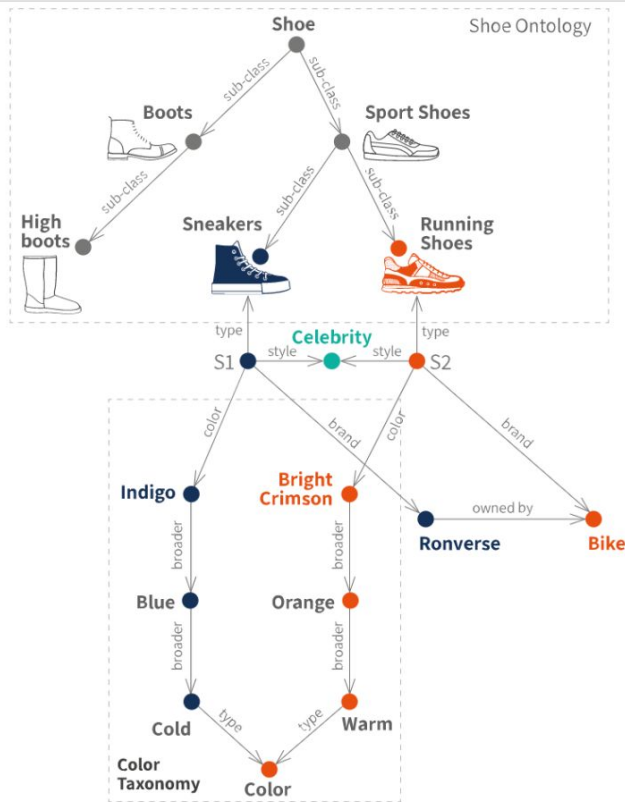 Shoe
Shoe Ontology
sub-class
sub-class
Boots
Sport Shoes
sub-class
sub-class
sub-class
High
boots
Sneakers
Running
Shoes
type
type
Celebrity
S1
style
style
S2
color
brand
color
brand
Indigo
Bright
Crimson
owned by
Ronverse
Bike
broader
broader
Blue
Orange
broader
broader
Cold
Warm
type
type
Color
Taxonomy
Color